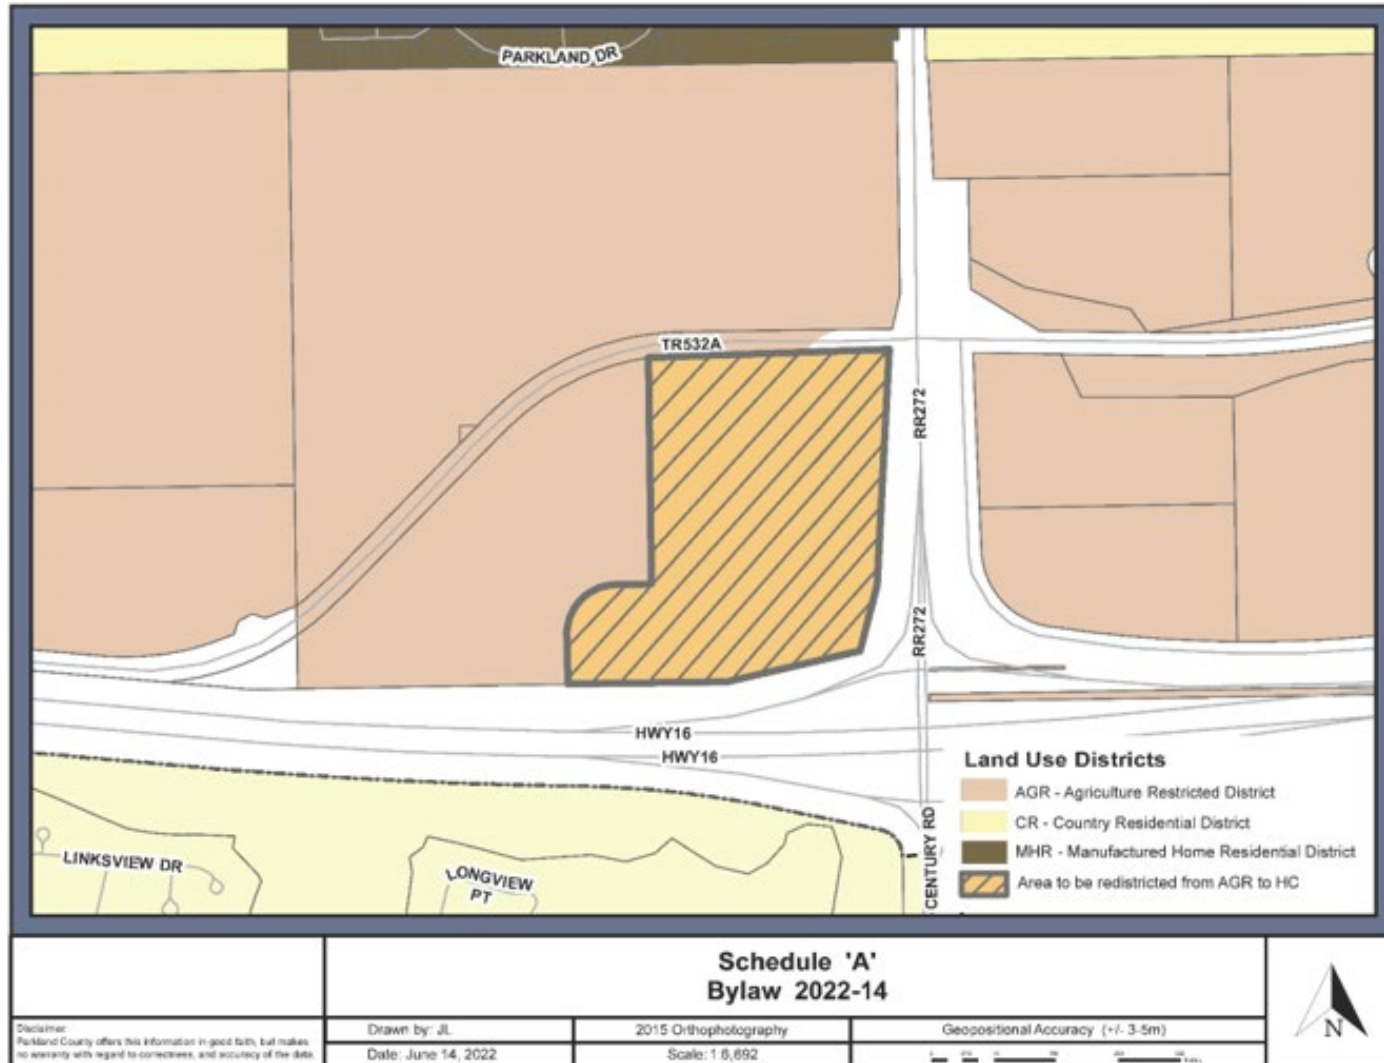 PARKLAND DR
TR532A
RR272
RR272
HWY16
HWY16
CENTURY RD
LINKSVIEW DR
LONGVIEW
PT
Land Use Districts
AGR - Agriculture Restricted District
CR - Country Residential District
MHR - Manufactured Home Residential District
Area to be redistricted from AGR to HC
Schedule 'A'
Bylaw 2022-14
N
Disclaimer:
Parkland County offers this information in good faith, but makes
no warranty with regard to correctness, and accuracy of the data.
Drawn by: JL
2015 Orthophotography
Geopositional Accuracy (+/- 3-5m)
Date: June 14, 2022
Scale: 1:6,692